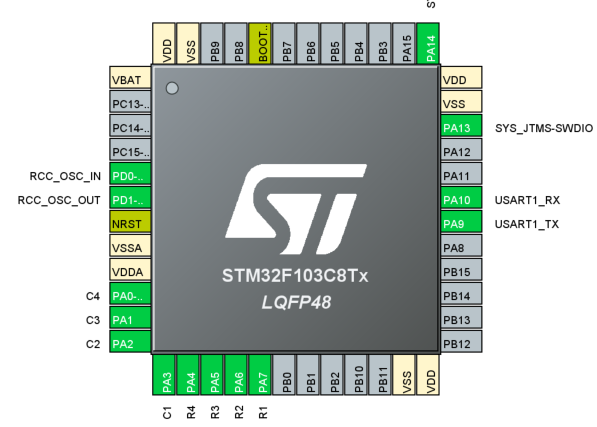 SY
VDD
VSS
PB9
PB8
BOOT..
PB7
PB6
PB5
PB4
PB3
PA15
PA14
VBAT
PC13-..
PC14-..
PC15-..
RCC_OSC_IN PD0-..
RCC_OSC_OUT PD1-..
NRST
VSSA
VDDA
C4 PA0-..
C3 PA1
C2 PA2
ST
STM32F103C8Tx
LQFP48
VDD
VSS
PA13 SYS_JTMS-SWDIO
PA12
PA11
PA10 USART1_RX
PA9 USART1_TX
PA8
PB15
PB14
PB13
PB12
PA3
PA4
PA5
PA6
PA7
PB0
PB1
PB2
PB10
PB11
VSS
VDD
C1
R4
R3
R2
R1